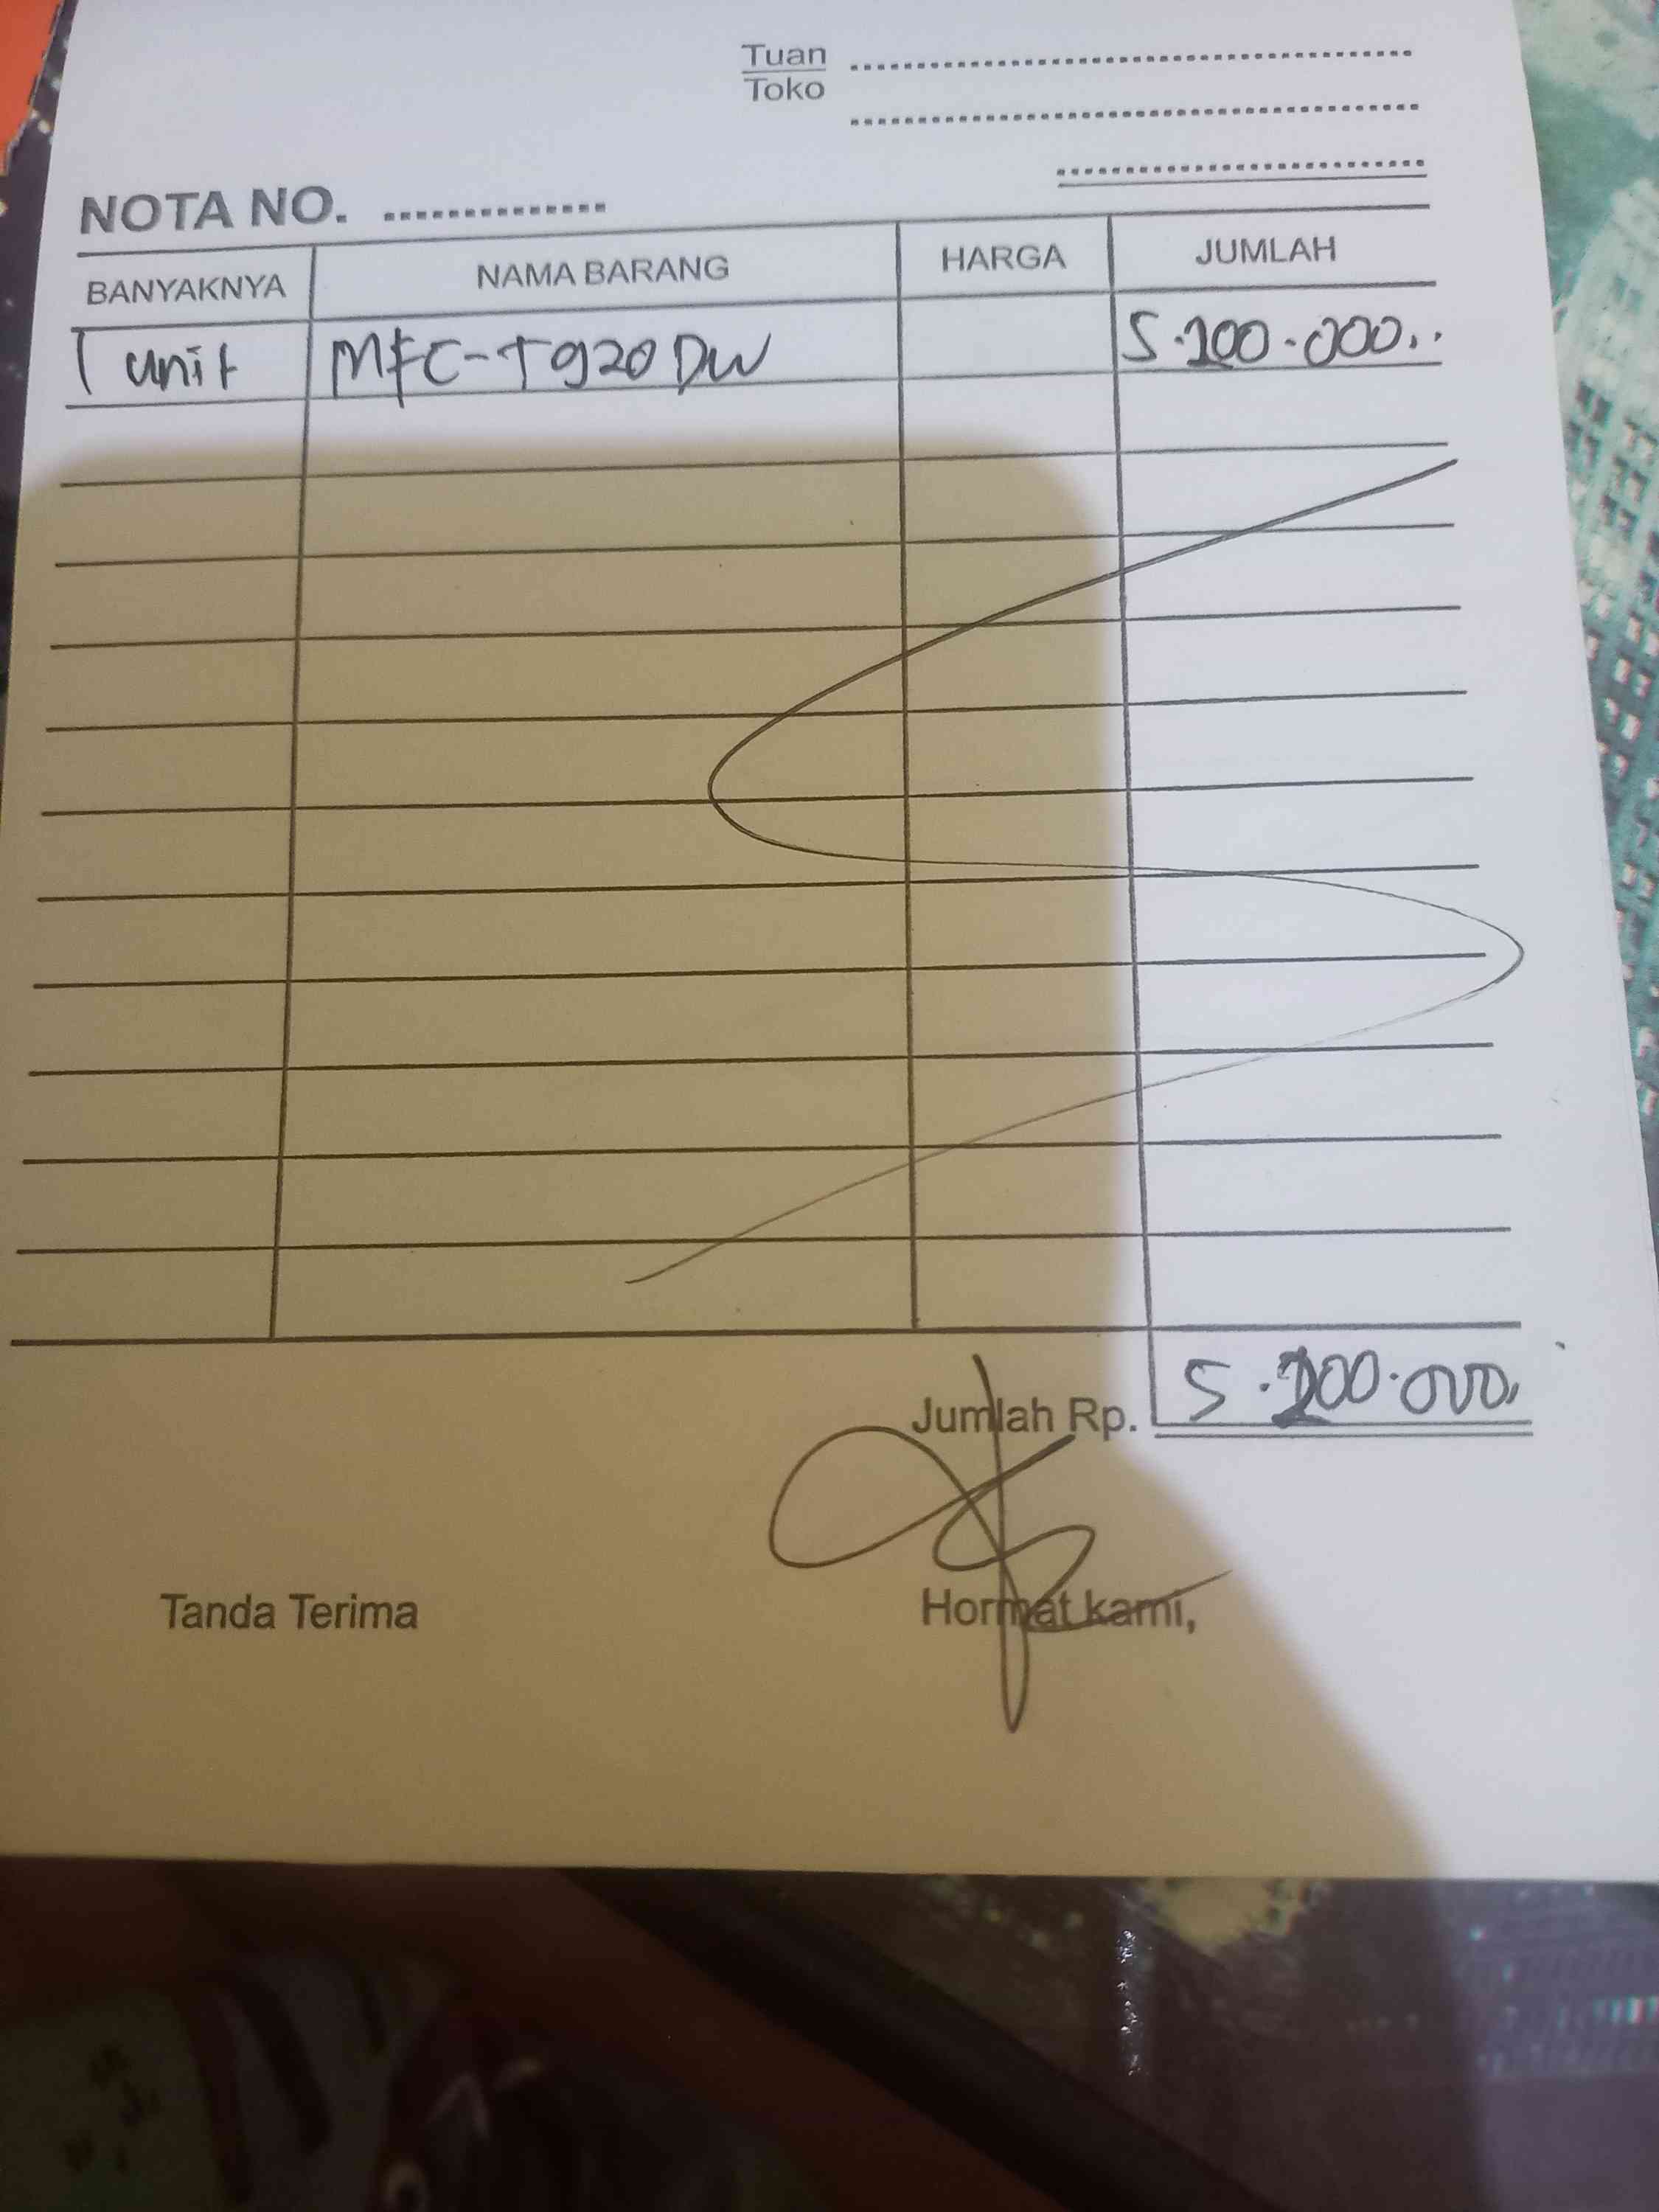 Tuan
Toko
NOTA NO.
BANYAKNYA NAMA BARANG HARGA JUMLAH
1 unit MFC-T920DW 5.200.000
Jumlah Rp. 5.200.000
Tanda Terima Hormat kami,